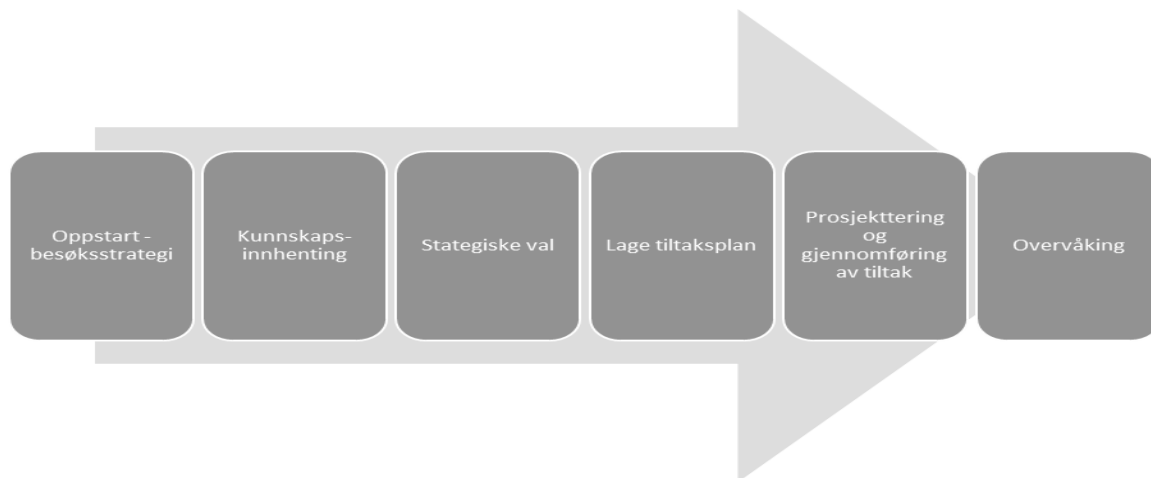 Oppstart -
besøksstrategi
Kunnskaps-
innhenting
Stategiske val
Lage tiltaksplan
Prosjekttering
og
gjennomføring
av tiltak
Overvåking